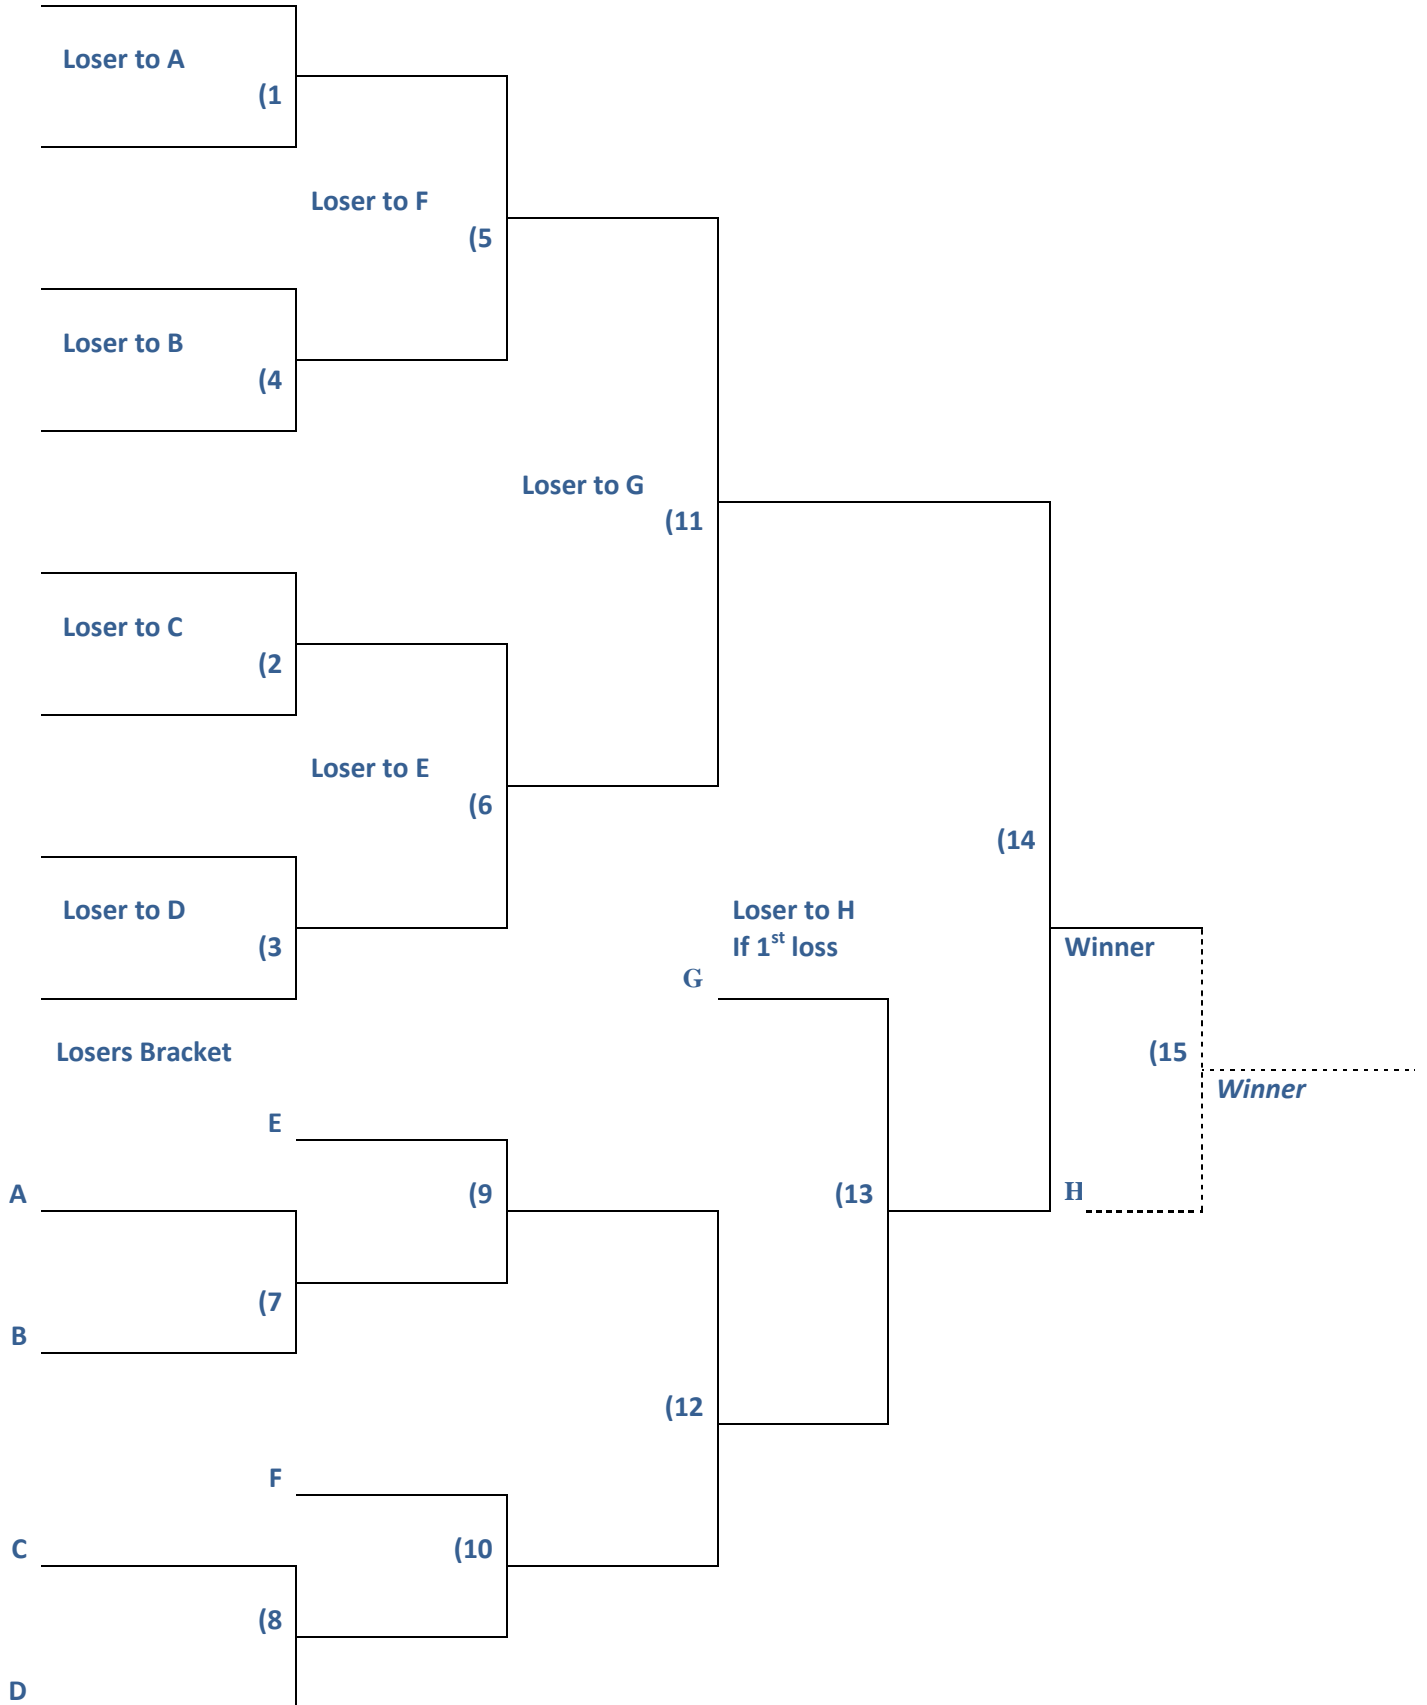 Loser to A
(1
Loser to F
(5
Loser to B
(4
Loser to G
(11
Loser to C
(2
Loser to E
(6
(14
Loser to D
(3
Loser to H
If 1st loss
Winner
G
Losers Bracket
(15
Winner
E
A
(9
(13
H
(7
B
(12
F
C
(10
(8
D